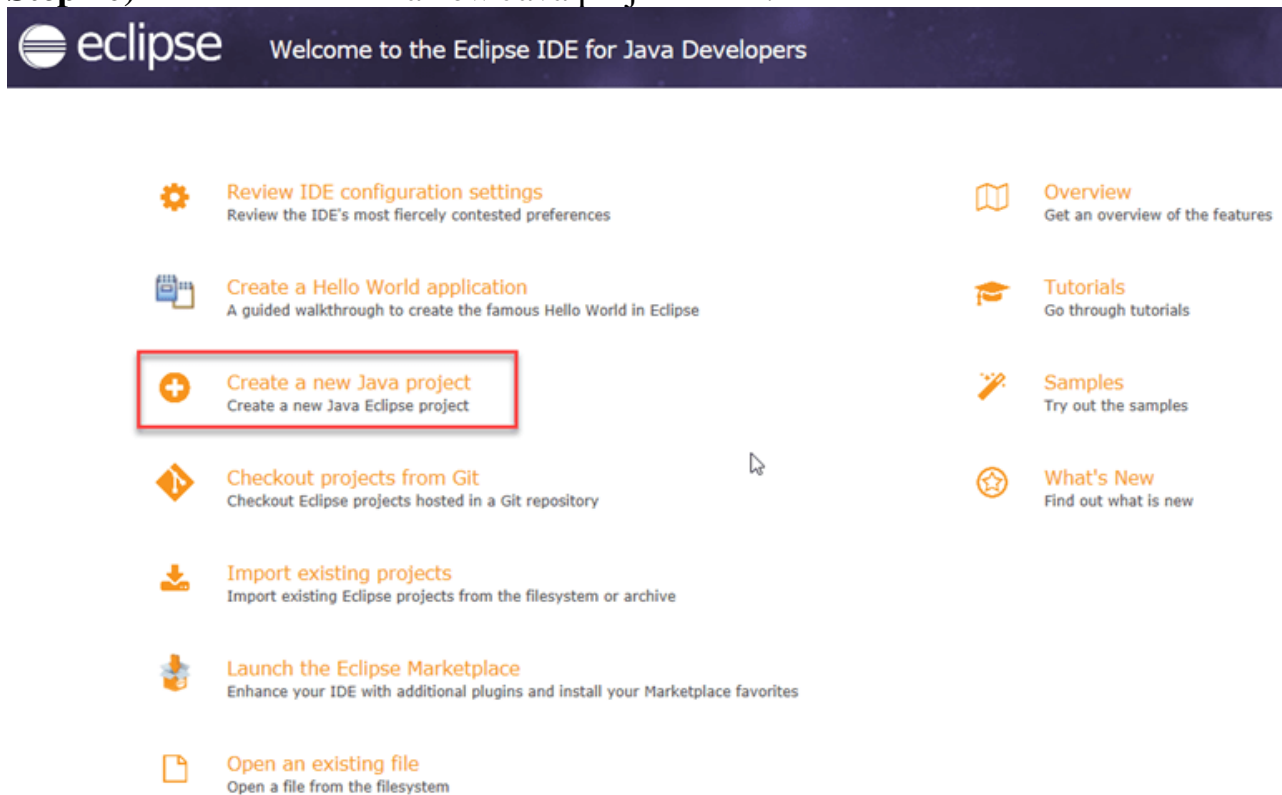 eclipse Welcome to the Eclipse IDE for Java Developers
Review IDE configuration settings
Review the IDE's most fiercely contested preferences
Create a Hello World application
A guided walkthrough to create the famous Hello World in Eclipse
Create a new Java project
Create a new Java Eclipse project
Checkout projects from Git
Checkout Eclipse projects hosted in a Git repository
Import existing projects
Import existing Eclipse projects from the filesystem or archive
Launch the Eclipse Marketplace
Enhance your IDE with additional plugins and install your Marketplace favorites
Open an existing file
Open a file from the filesystem
Overview
Get an overview of the features
Tutorials
Go through tutorials
Samples
Try out the samples
What's New
Find out what is new